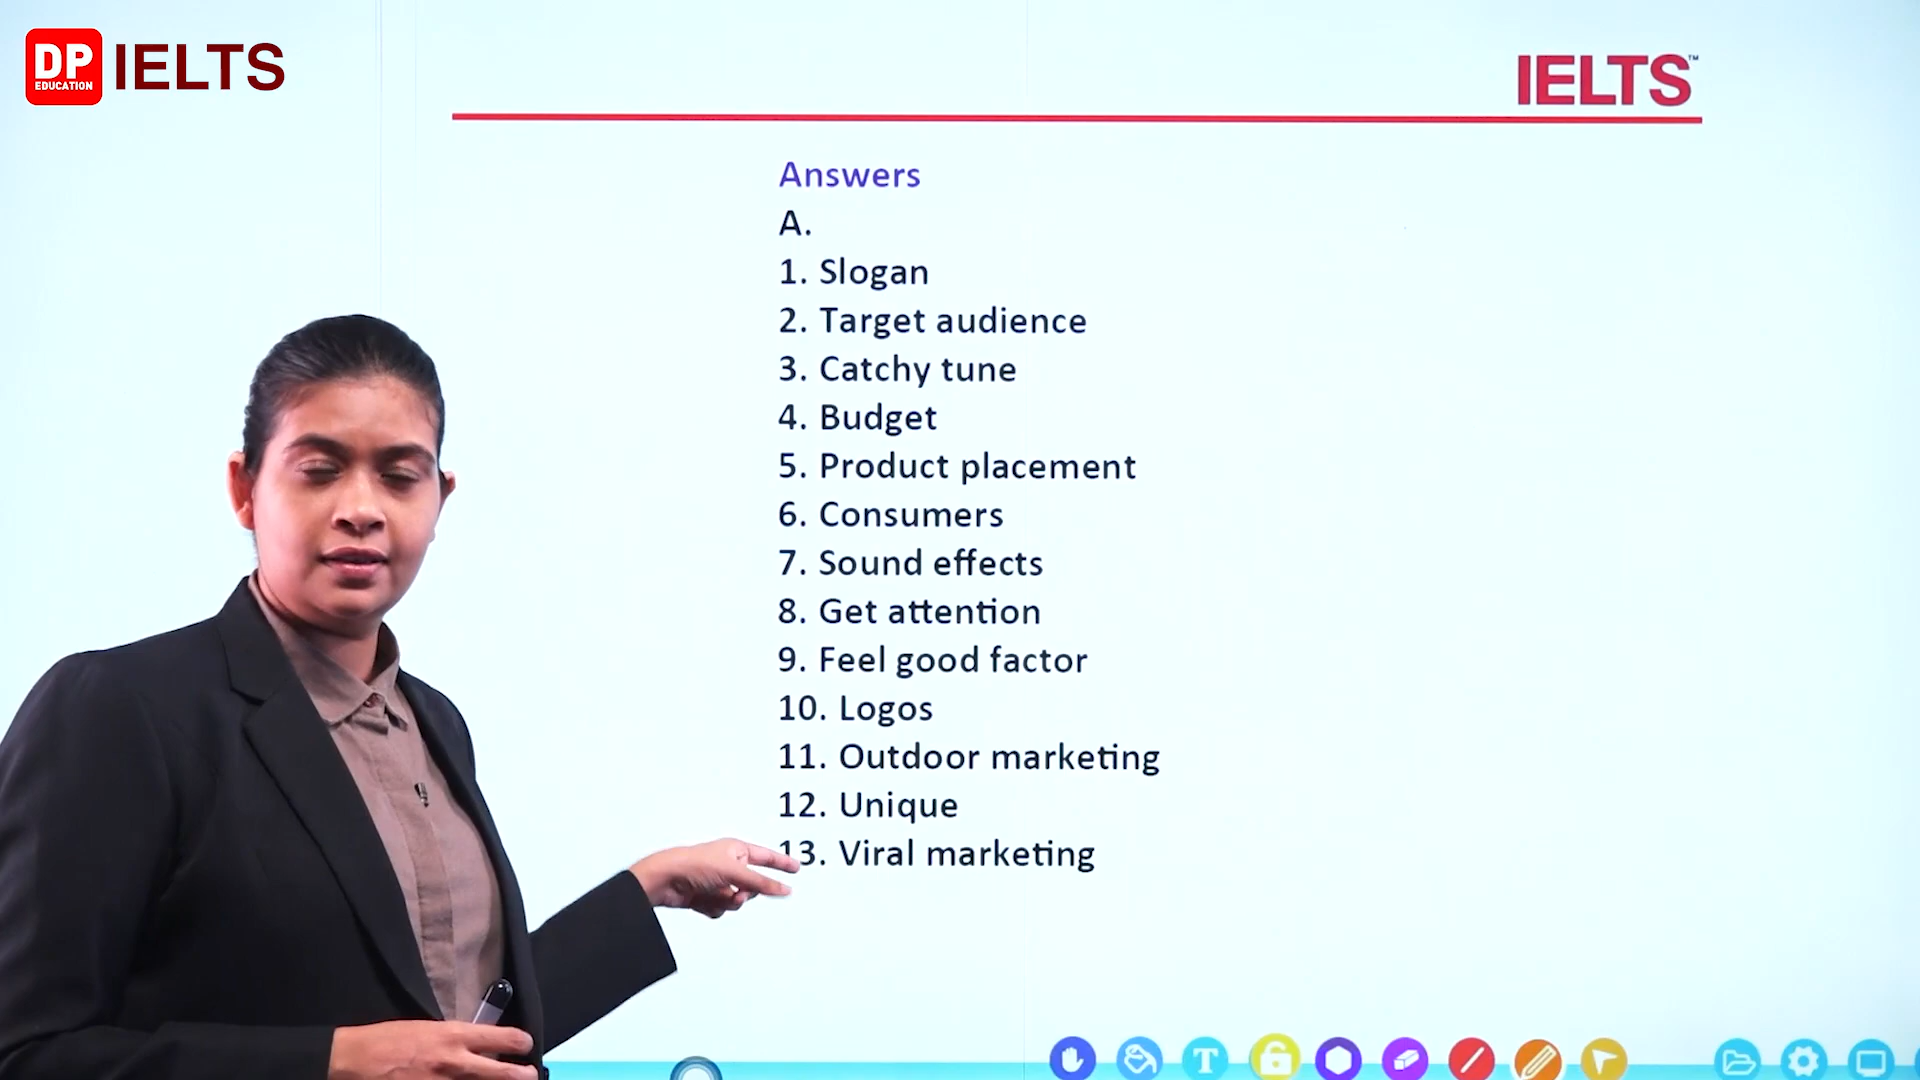 DP
EDUCATION
IELTS
IELTS™
Answers
A.
1. Slogan
2. Target audience
3. Catchy tune
4. Budget
5. Product placement
6. Consumers
7. Sound effects
8. Get attention
9. Feel good factor
10. Logos
11. Outdoor marketing
12. Unique
13. Viral marketing
T